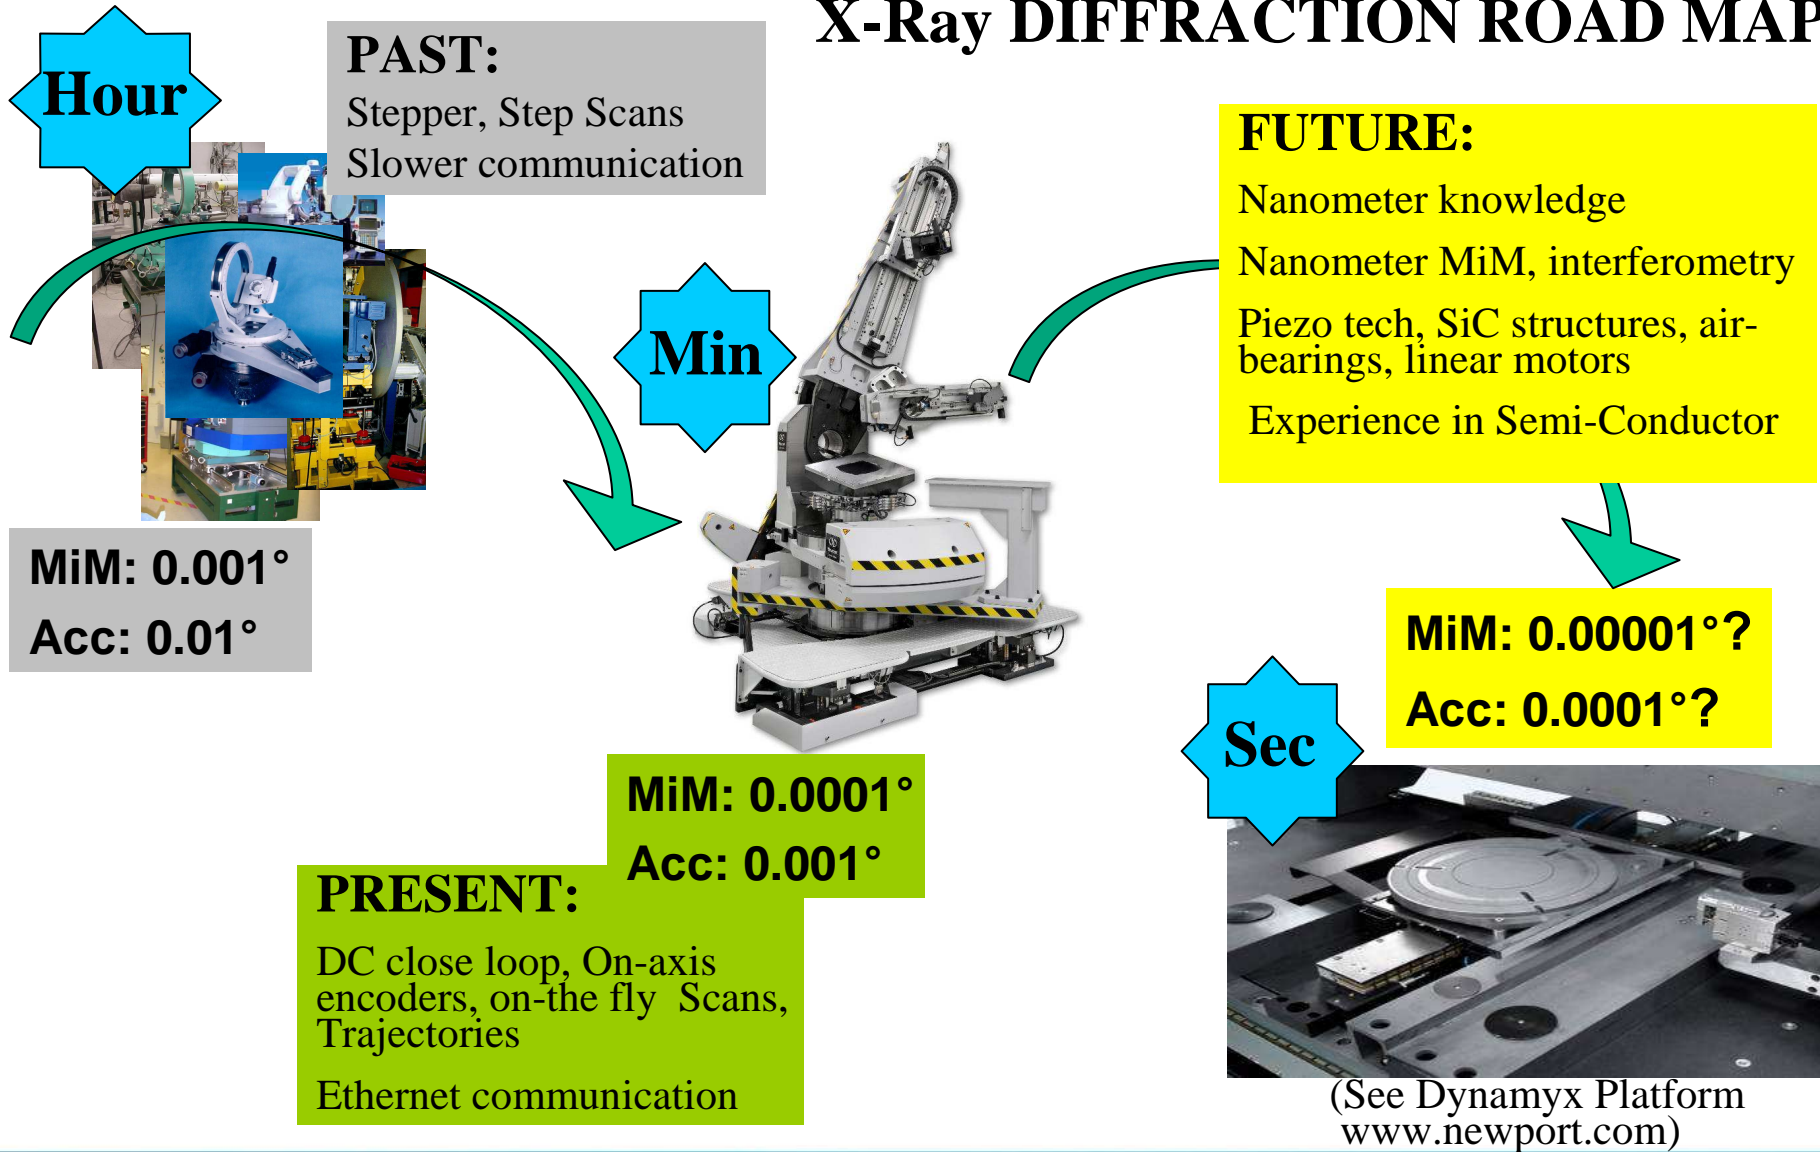 X-Ray DIFFRACTION ROAD MAP
Hour
PAST:
Stepper, Step Scans
Slower communication
MiM: 0.001°
Acc: 0.01°
Min
MiM: 0.0001°
Acc: 0.001°
PRESENT:
DC close loop, On-axis
encoders, on-the fly Scans,
Trajectories
Ethernet communication
FUTURE:
Nanometer knowledge
Nanometer MiM, interferometry
Piezo tech, SiC structures, air-
bearings, linear motors
Experience in Semi-Conductor
MiM: 0.00001°?
Acc: 0.0001°?
Sec
(See Dynamyx Platform
www.newport.com)